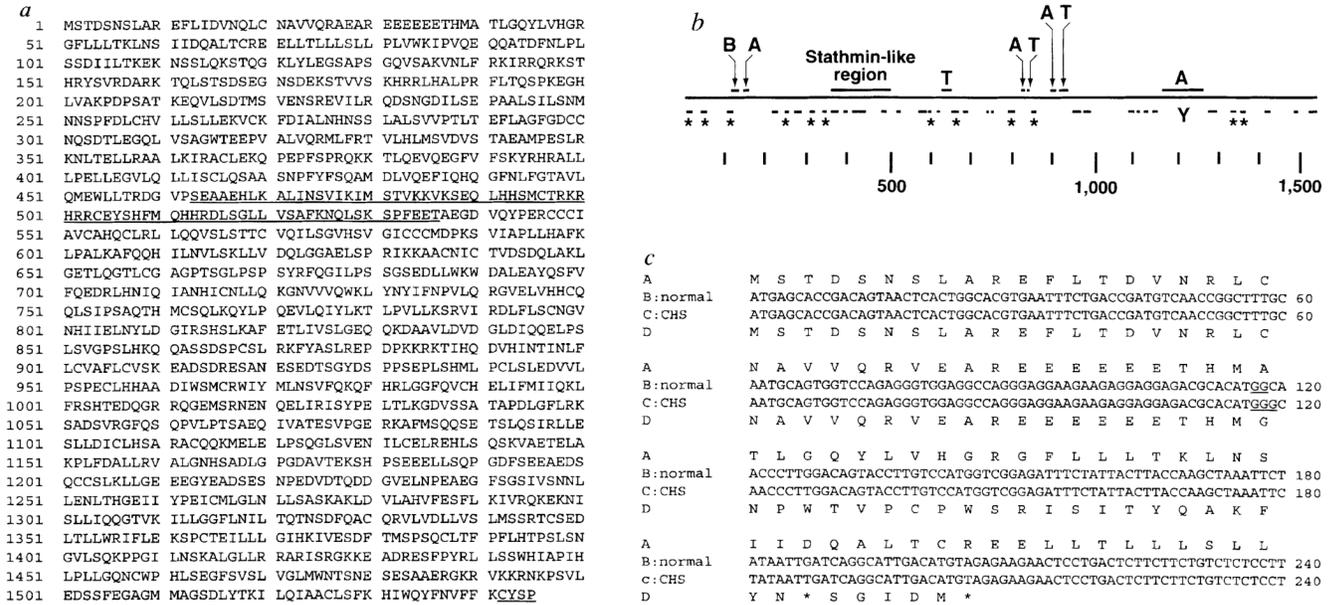 a
1 MSTDSNSLAR EFLIDVNQLC NAVVQRAEAR EEEEEETHMA TLGQYLVHGR
51 GFLLLTKLNS IIDQALTCRE ELLTLLLSLL PLVWKIPVQE QQATDFNLPL
101 SSDIILTKEK NSSLQKSTQG KLYLEGSAPS GQVSAKVNLF RKIRRQRKST
151 HRYSVRDARK TQLSTSDSEG NSDEKSTVVS KHRRLHALPR FLTQSPKEGH
201 LVAKPDPSAT KEQVLSDTMS VENSREVILR QDSNGDILSE PAALSILSNM
251 NNSPFDLCHV LLSLLEKVCK FDIALNHNSS LALSVVPTLT EFLAGFGDCC
301 NQSDTLEGQL VSAGWTEEPV ALVQRMLFRT VLHLMSVDVS TAEAMPESLR
351 KNLTELLRAA LKIRACLEKQ PEPFSPRQKK TLQEVQEGFV FSKYRHRALL
401 LPELLEGVLQ LLISCLQSAA SNPFYFSQAM DLVQEFIQHQ GFNLFGTAVL
451 QMEWLLTRDG VPSEAAEHLK ALINSVIKIM STVKKVKSEQ LHHSMCTRKR
501 HRRCEYSHFM QHHRDLSGLL VSAFKNQLSK SPFEETAEGD VQYPERCCCI
551 AVCAHQCLRL LQQVSLSTTC VQILSGVHSV GICCCMDPKS VIAPLLHAFK
601 LPALKAFQQH ILNVLSKLLV DQLGGAELSP RIKKAACNIC TVDSDQLAKL
651 GETLQGTLCG AGPTSGLPSP SYRFQGILPS SGSEDLLWKW DALEAYQSFV
701 FQEDRLHNIQ IANHICNLLQ KGNVVVQWKL YNYIFNPVLQ RGVELVHHCQ
751 QLSIPSAQTH MCSQLKQYLP QEVLQIYLKT LPVLLKSRVI RDLFLSCNGV
801 NHIIELNYLD GIRSHSLKAF ETLIVSLGEQ QKDAAVLDVD GLDIQQELPS
851 LSVGPSLHKQ QASSDSPCSL RKFYASLREP DPKKRKTIHQ DVHINTINLF
901 LCVAFLCVSK EADSDRESAN ESEDTSGYDS PPSEPLSHML PCLSLEDVVL
951 PSPECLHHAA DIWSMCRWIY MLNSVFQKQF HRLGGFQVCH ELIFMIIQKL
1001 FRSHTEDQGR RQGEMSRNEN QELIRISYPE LTLKGDVSSA TAPDLGFLRK
1051 SADSVRGFQS QPVLPTSAEQ IVATESVPGE RKAFMSQQSE TSLQSIRLLE
1101 SLLDICLHSA RACQQKMELE LPSQGLSVEN ILCELREHLS QSKVAETELA
1151 KPLFDALLRV ALGNHSADLG PGDAVTEKSH PSEEELLSQP GDFSEEAEDS
1201 QCCSLKLLGE EEGYEADSES NPEDVDTQDD GVELNPEAEG FSGSIVSNNL
1251 LENLTHGEII YPEICMLGLN LLSASKAKLD VLAHVFESFL KIVRQKEKNI
1301 SLLIQQGTVK ILLGGFLNIL TQTNSDFQAC QRVLVDLLVS LMSSRTCSED
1351 LTLLWRIFLE KSPCTEILLL GIHKIVESDF TMSPSQCLTF PFLHTPSLSN
1401 GVLSQKPPGI LNSKALGLLR RARISRGKKE ADRESFPYRL LSSWHIAPIH
1451 LPLLGQNCWP HLSEGFSVSL VGLMWNTSNE SESAAERGKR VKKRNKPSVL
1501 EDSSFEGAGM MAGSDLYTKI LQIAACLSFK HIWQYFNVFF KCYSP
b
A T
B A Stathmin-like A T
region T A
Y
* * * * * * * * * * * *
500 1,000 1,500
c
A M S T D S N S L A R E F L T D V N R L C
B:normal ATGAGCACCGACAGTAACTCACTGGCACGTGAATTTCTGACCGATGTCAACCGGCTTTGC 60
C:CHS ATGAGCACCGACAGTAACTCACTGGCACGTGAATTTCTGACCGATGTCAACCGGCTTTGC 60
D M S T D S N S L A R E F L T D V N R L C
A N A V V Q R V E A R E E E E E E T H M A
B:normal AATGCAGTGGTCCAGAGGGTGGAGGCCAGGGAGGAAGAAGAGGAGGAGACGCACATGGCA 120
C:CHS AATGCAGTGGTCCAGAGGGTGGAGGCCAGGGAGGAAGAAGAGGAGGAGACGCACATGGGC 120
D N A V V Q R V E A R E E E E E E T H M G
A T L G Q Y L V H G R G F L L L T K L N S
B:normal ACCCTTGGACAGTACCTTGTCCATGGTCGGAGATTTCTATTACTTACCAAGCTAAATTCT 180
C:CHS AACCCTTGGACAGTACCTTGTCCATGGTCGGAGATTTCTATTACTTACCAAGCTAAATTC 180
D N P W T V P C P W S R I S I T Y Q A K F
A I I D Q A L T C R E E L L T L L L S L L
B:normal ATAATTGATCAGGCATTGACATGTAGAGAAGAACTCCTGACTCTTCTTCTGTCTCTCCTT 240
c:CHS TATAATTGATCAGGCATTGACATGTAGAGAAGAACTCCTGACTCTTCTTCTGTCTCTCCT 240
D Y N * S G I D M *